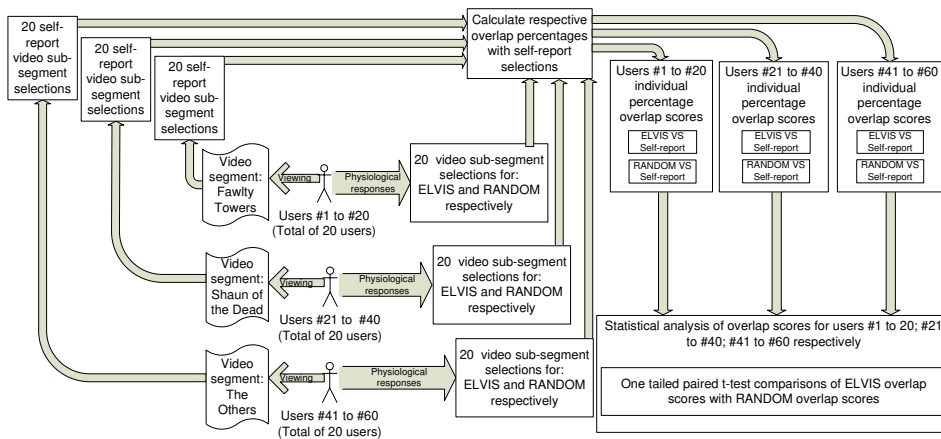 20 self-
report
video sub-
segment
selections
20 self-
report
video sub-
segment
selections
20 self-
report
video sub-
segment
selections
Calculate respective
overlap percentages
with self-report
selections
Users #1 to #20
individual
percentage
overlap scores
ELVIS VS
Self-report
RANDOM VS
Self-report
Users #21 to #40
individual
percentage
overlap scores
ELVIS VS
Self-report
RANDOM VS
Self-report
Users #41 to #60
individual
percentage
overlap scores
ELVIS VS
Self-report
RANDOM VS
Self-report
Video
segment:
Fawlty
Towers
Viewing
Physiological
responses
20 video sub-segment
selections for:
ELVIS and RANDOM
respectively
Users #1 to #20
(Total of 20 users)
Video
segment:
Shaun of
the Dead
Viewing
Physiological
responses
20 video sub-segment
selections for:
ELVIS and RANDOM
respectively
Users #21 to #40
(Total of 20 users)
Video
segment:
The
Others
Viewing
Physiological
responses
20 video sub-segment
selections for:
ELVIS and RANDOM
respectively
Users #41 to #60
(Total of 20 users)
Statistical analysis of overlap scores for users #1 to 20; #21
to #40; #41 to #60 respectively
One tailed paired t-test comparisons of ELVIS overlap
scores with RANDOM overlap scores